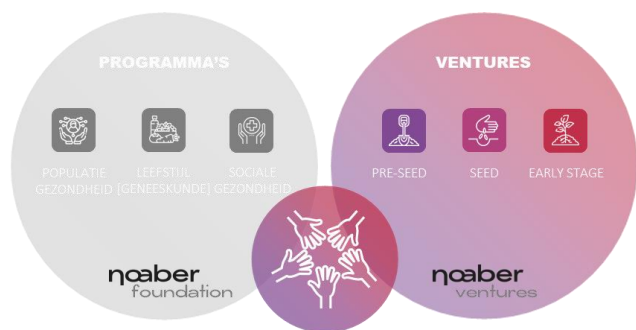 PROGRAMMA'S
POPULATIE
GEZONDHEID
LEEFSTIJL
[GENEESKUNDE]
SOCIALE
GEZONDHEID
noaber
foundation
VENTURES
PRE-SEED
SEED
EARLY STAGE
noaber
ventures